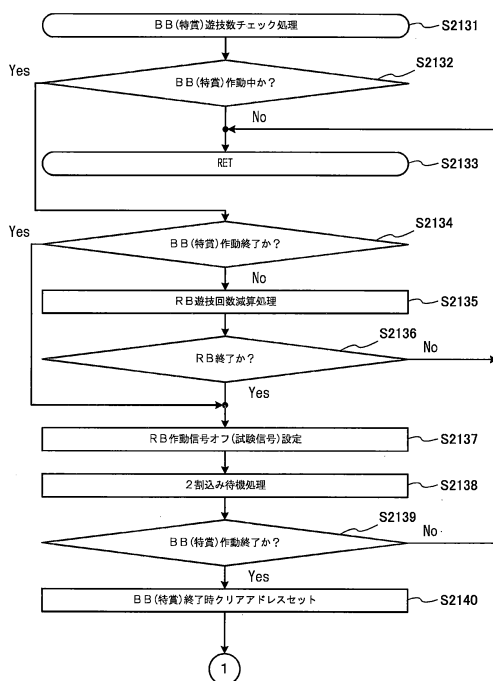 BB(特賞)遊技数チェック処理 S2131
Yes
BB(特賞)作動中か? S2132
No
RET S2133
Yes
BB(特賞)作動終了か? S2134
No
RB遊技回数減算処理 S2135
RB終了か? S2136
No
Yes
RB作動信号オフ(試験信号)設定 S2137
2割込み待機処理 S2138
BB(特賞)作動終了か? S2139
No
Yes
BB(特賞)終了時クリアアドレスセット S2140
1